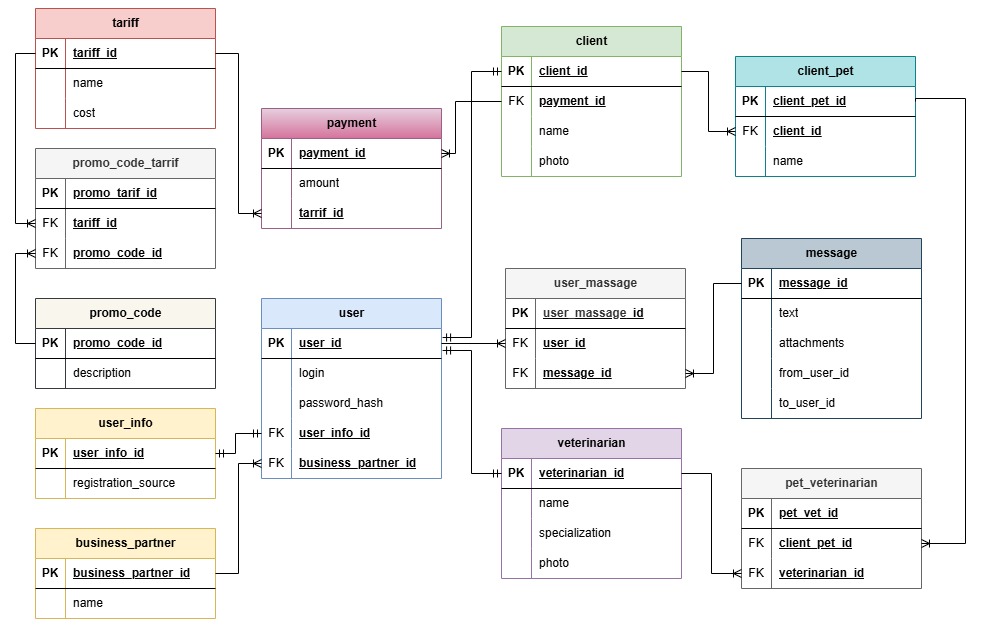 tariff
PK tariff_id
name
cost
promo_code_tarrif
PK promo_tarif_id
FK tariff_id
FK promo_code_id
promo_code
PK promo_code_id
description
user_info
PK user_info_id
registration_source
business_partner
PK business_partner_id
name
payment
PK payment_id
amount
tarrif_id
user
PK user_id
login
password_hash
FK user_info_id
FK business_partner_id
client
PK client_id
FK payment_id
name
photo
user_massage
PK user_massage_id
FK user_id
FK message_id
veterinarian
PK veterinarian_id
name
specialization
photo
client_pet
PK client_pet_id
FK client_id
name
message
PK message_id
text
attachments
from_user_id
to_user_id
pet_veterinarian
PK pet_vet_id
FK client_pet_id
FK veterinarian_id